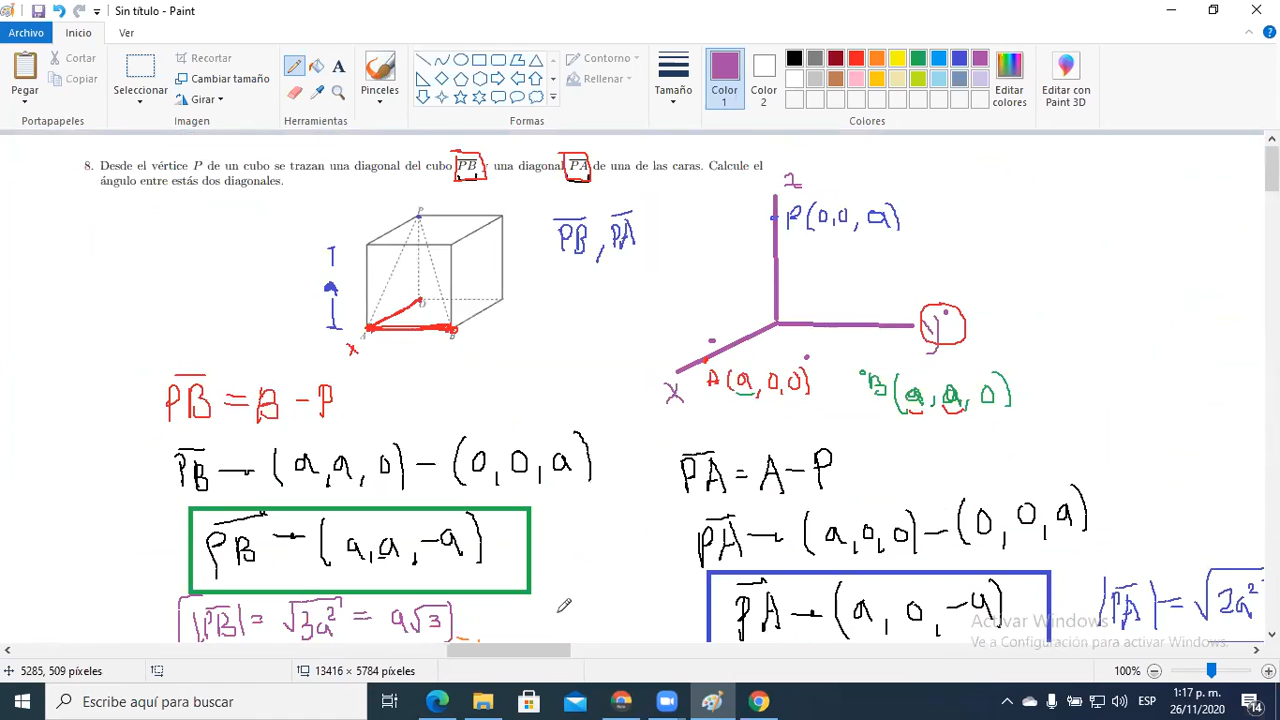 Sin título - Paint
Archivo Inicio Ver
Pegar
Cortar
Copiar
Portapapeles
Seleccionar
Recortar
Cambiar tamaño
Girar
Imagen
A
Herramientas
Pinceles
Contorno
Rellenar
Formas
Tamaño
Color 1
Color 2
Editar colores
Editar con Paint 3D
Colores
8. Desde el vértice P de un cubo se trazan una diagonal del cubo PB y una diagonal PA de una de las caras. Calcule el
ángulo entre estás dos diagonales.
P
a
O
A
B
X
PB, PA
z
P(0,0, a)
y
X
A(a, 0, 0)
B(a, a, 0)
PB = B - P
PB → (a, a, 0) - (0, 0, a)
PB → (a, a, -a)
|PB| = √3a² = a√3
PA = A - P
PA → (a, 0, 0) - (0, 0, a)
PA → (a, 0, -a)
|PA| = √2a²
Activar Windows
Ve a Configuración para activar Windows.
5285, 509 píxeles
13416 × 5784 píxeles
100%
Escribe aquí para buscar
ESP
1:17 p. m.
26/11/2020
14